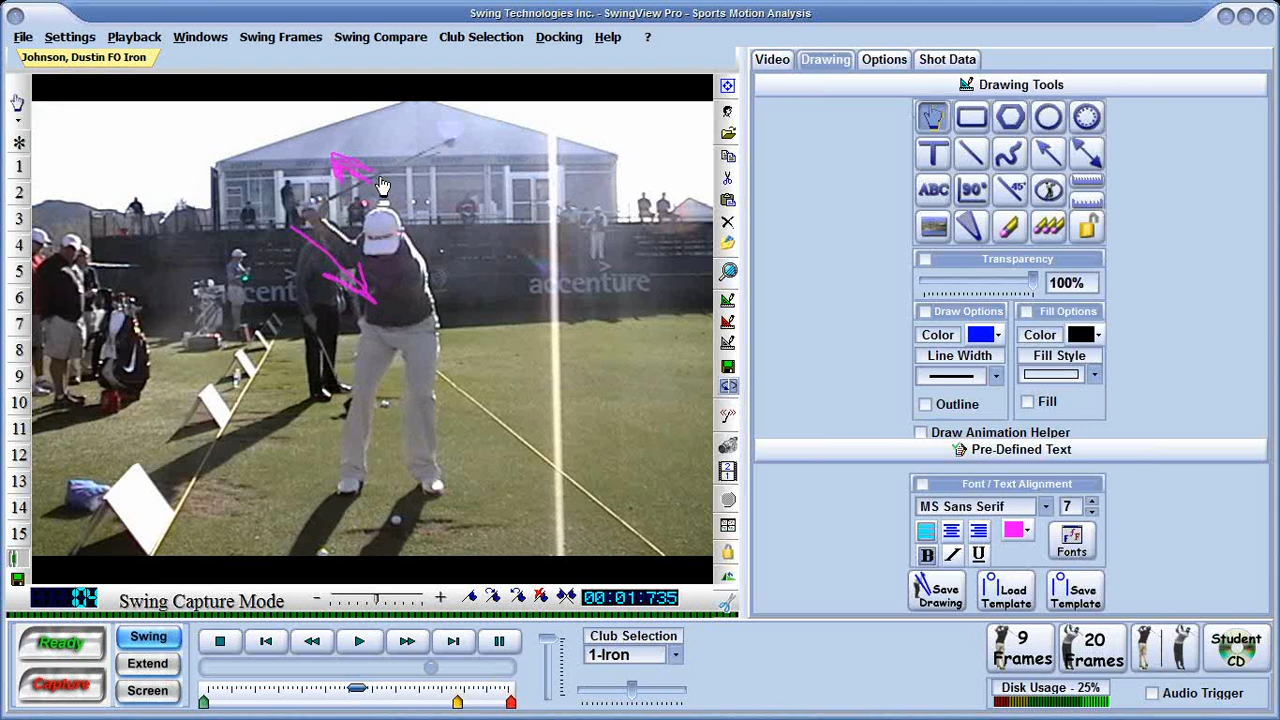 Swing Technologies Inc. - SwingView Pro - Sports Motion Analysis
File Settings Playback Windows Swing Frames Swing Compare Club Selection Docking Help ?
Johnson, Dustin FO Iron
Video Drawing Options Shot Data
Drawing Tools
T
ABC 90° 45°
Transparency
100%
Draw Options Fill Options
Color Color
Line Width Fill Style
Outline Fill
Draw Animation Helper
Pre-Defined Text
Font / Text Alignment
MS Sans Serif 7
B I U Fonts
Save Drawing
Load Template
Save Template
1
2
3
4
5
6
7
8
9
10
11
12
13
14
15
accent
accenture
04 Swing Capture Mode - + 00:01:735
Ready
Capture
Swing
Extend
Screen
Club Selection
1-Iron
9 Frames
20 Frames
Student CD
Disk Usage - 25%
Audio Trigger